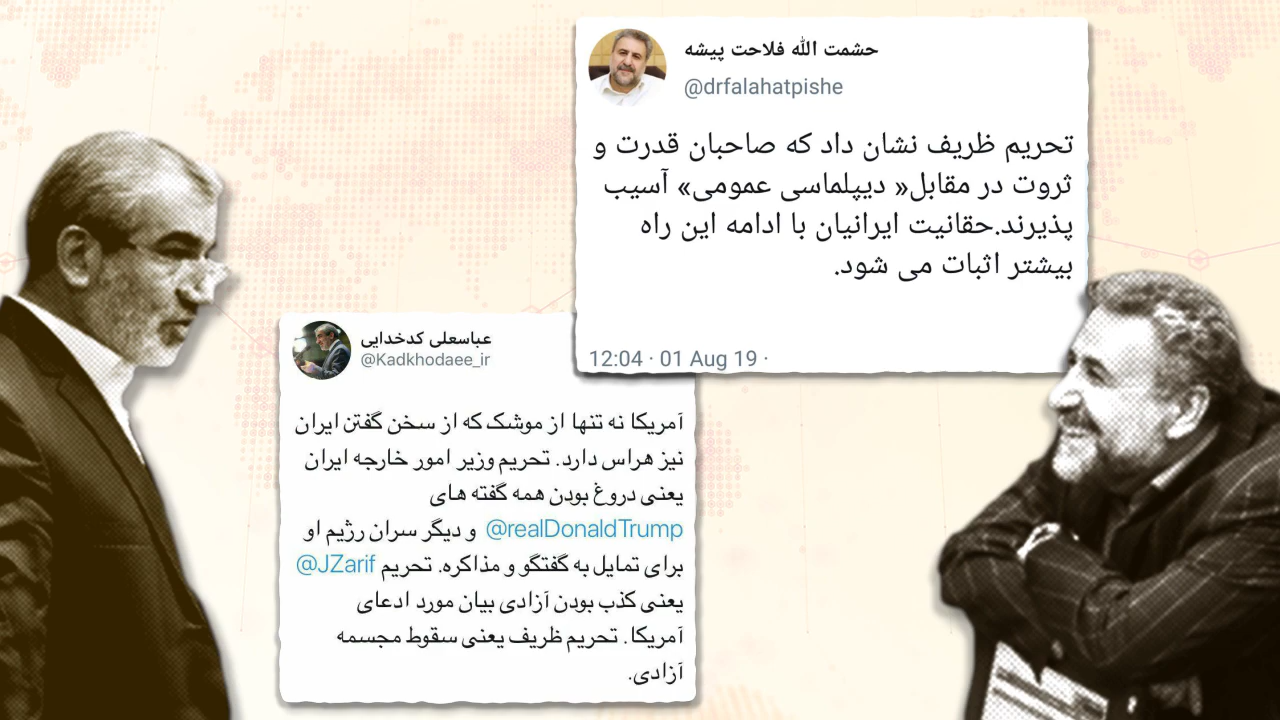 حشمت الله فلاحت پیشه
@drfalahatpishe
تحریم ظریف نشان داد که صاحبان قدرت و
ثروت در مقابل« دیپلماسی عمومی» آسیب
پذیرند.حقانیت ایرانیان با ادامه این راه
بیشتر اثبات می شود.
12:04 · 01 Aug 19 ·
عباسعلی کدخدایی
@Kadkhodaee_ir
آمریکا نه تنها از موشک که از سخن گفتن ایران
نیز هراس دارد. تحریم وزیر امور خارجه ایران
یعنی دروغ بودن همه گفته های
@realDonaldTrump و دیگر سران رژیم او
برای تمایل به گفتگو و مذاکره. تحریم @JZarif
یعنی کذب بودن آزادی بیان مورد ادعای
آمریکا. تحریم ظریف یعنی سقوط مجسمه
آزادی.